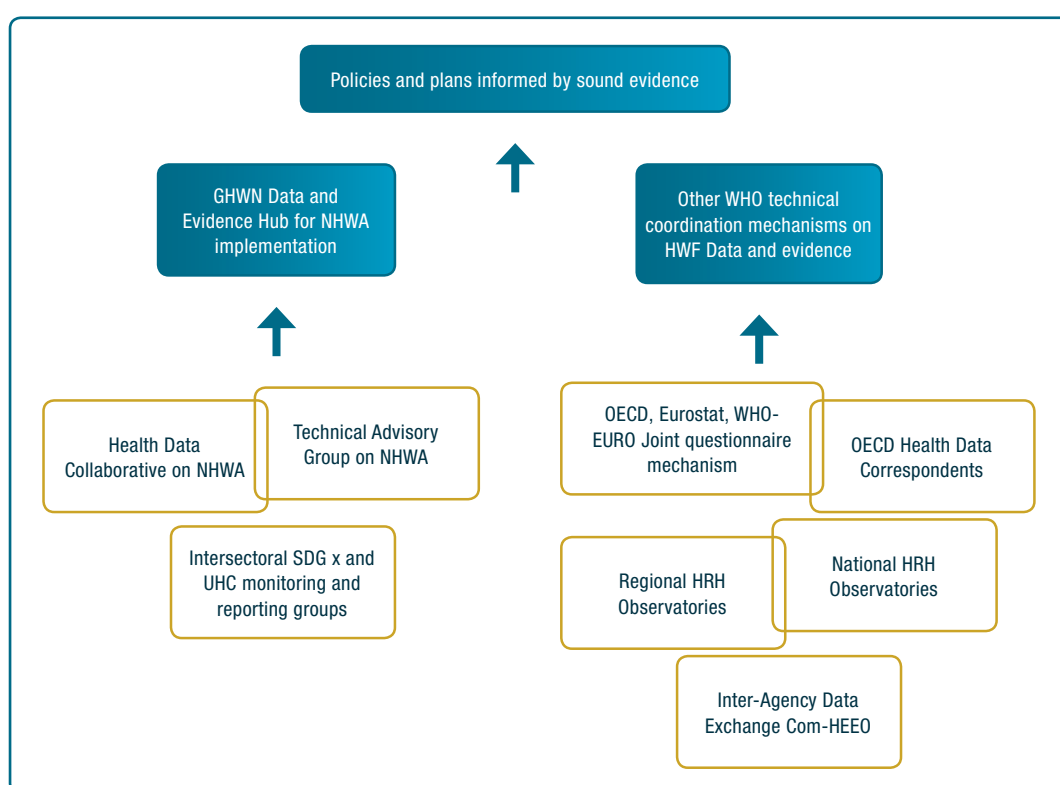 Policies and plans informed by sound evidence
GHWN Data and
Evidence Hub for NHWA
implementation
Other WHO technical
coordination mechanisms on
HWF Data and evidence
Health Data
Collaborative on NHWA
Technical Advisory
Group on NHWA
Intersectoral SDG x and
UHC monitoring and
reporting groups
OECD, Eurostat, WHO-
EURO Joint questionnaire
mechanism
OECD Health Data
Correspondents
Regional HRH
Observatories
National HRH
Observatories
Inter-Agency Data
Exchange Com-HEEO